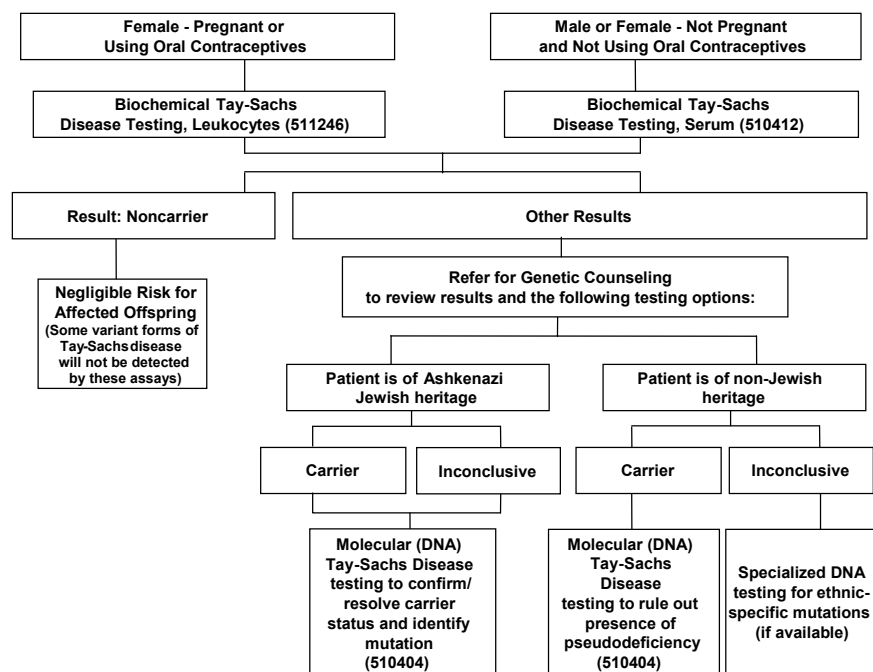 Female - Pregnant or
Using Oral Contraceptives
Male or Female - Not Pregnant
and Not Using Oral Contraceptives
Biochemical Tay-Sachs
Disease Testing, Leukocytes (511246)
Biochemical Tay-Sachs
Disease Testing, Serum (510412)
Result: Noncarrier
Other Results
Negligible Risk for
Affected Offspring
(Some variant forms of
Tay-Sachsdisease
will not be detected
by these assays)
Refer for Genetic Counseling
to review results and the following testing options:
Patient is of Ashkenazi
Jewish heritage
Patient is of non-Jewish
heritage
Carrier
Inconclusive
Carrier
Inconclusive
Molecular (DNA)
Tay-Sachs Disease
testing to confirm/
resolve carrier
status and identify
mutation
(510404)
Molecular (DNA)
Tay-Sachs
Disease
testing to rule out
presence of
pseudodeficiency
(510404)
Specialized DNA
testing for ethnic-
specific mutations
(if available)